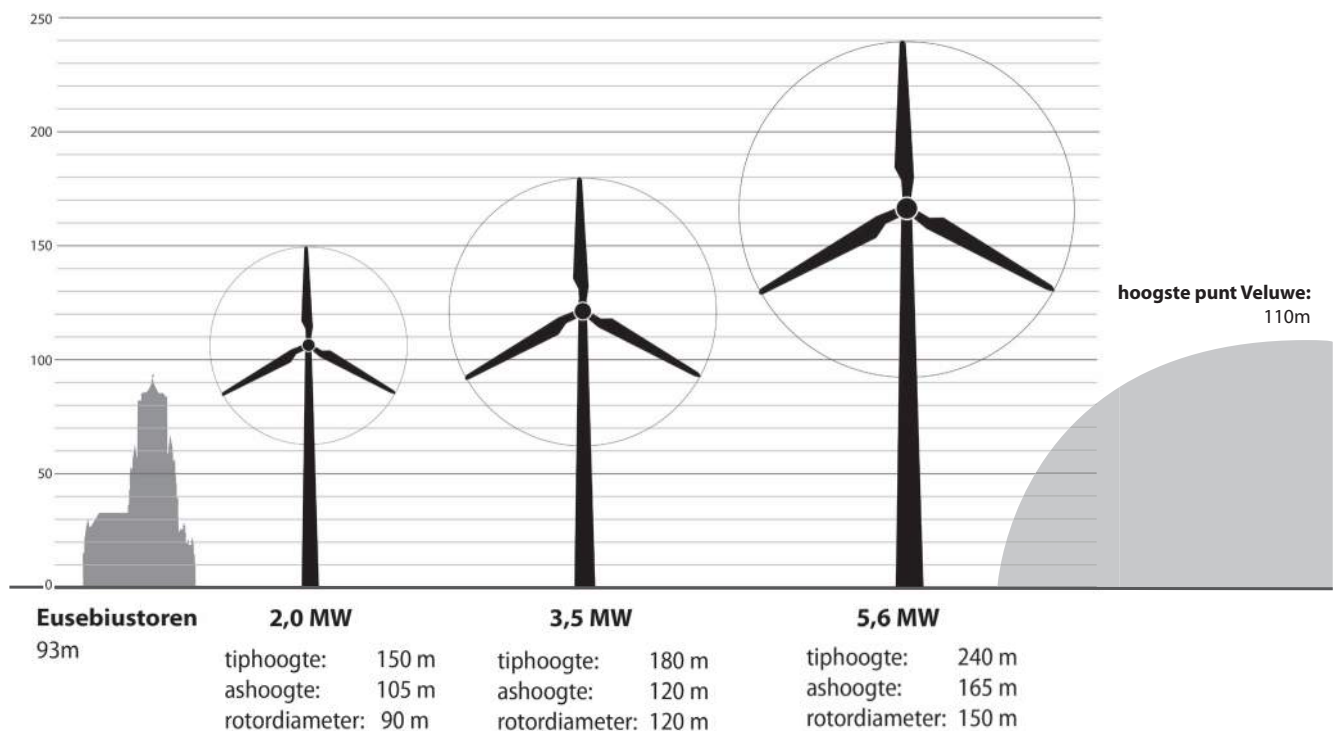 250
200
150
100
50
0
hoogste punt Veluwe:
110m
Eusebiustoren
93m
2,0 MW
tiphoogte: 150 m
ashoogte: 105 m
rotordiameter: 90 m
3,5 MW
tiphoogte: 180 m
ashoogte: 120 m
rotordiameter: 120 m
5,6 MW
tiphoogte: 240 m
ashoogte: 165 m
rotordiameter: 150 m